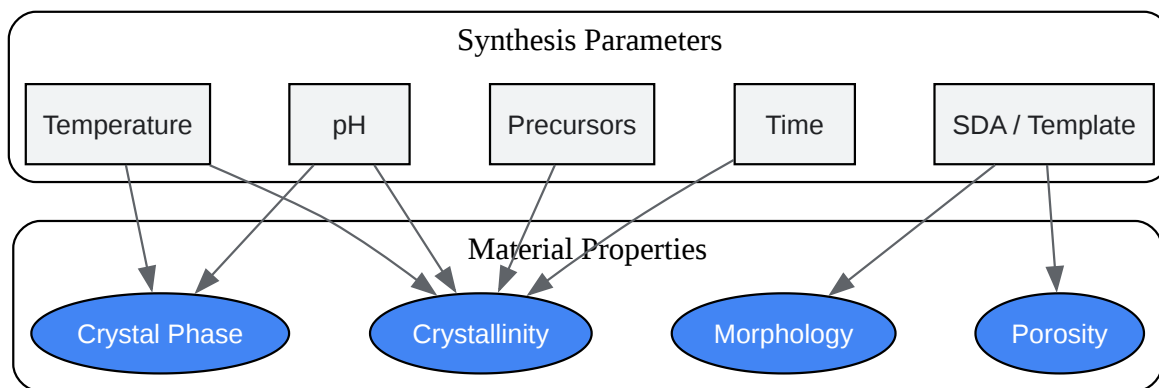 Synthesis Parameters
Temperature
pH
Precursors
Time
SDA / Template
Material Properties
Crystal Phase
Crystallinity
Morphology
Porosity